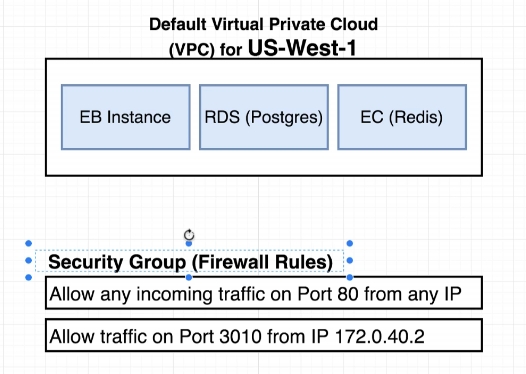 Default Virtual Private Cloud
(VPC) for US-West-1
EB Instance
RDS (Postgres)
EC (Redis)
Security Group (Firewall Rules)
Allow any incoming traffic on Port 80 from any IP
Allow traffic on Port 3010 from IP 172.0.40.2